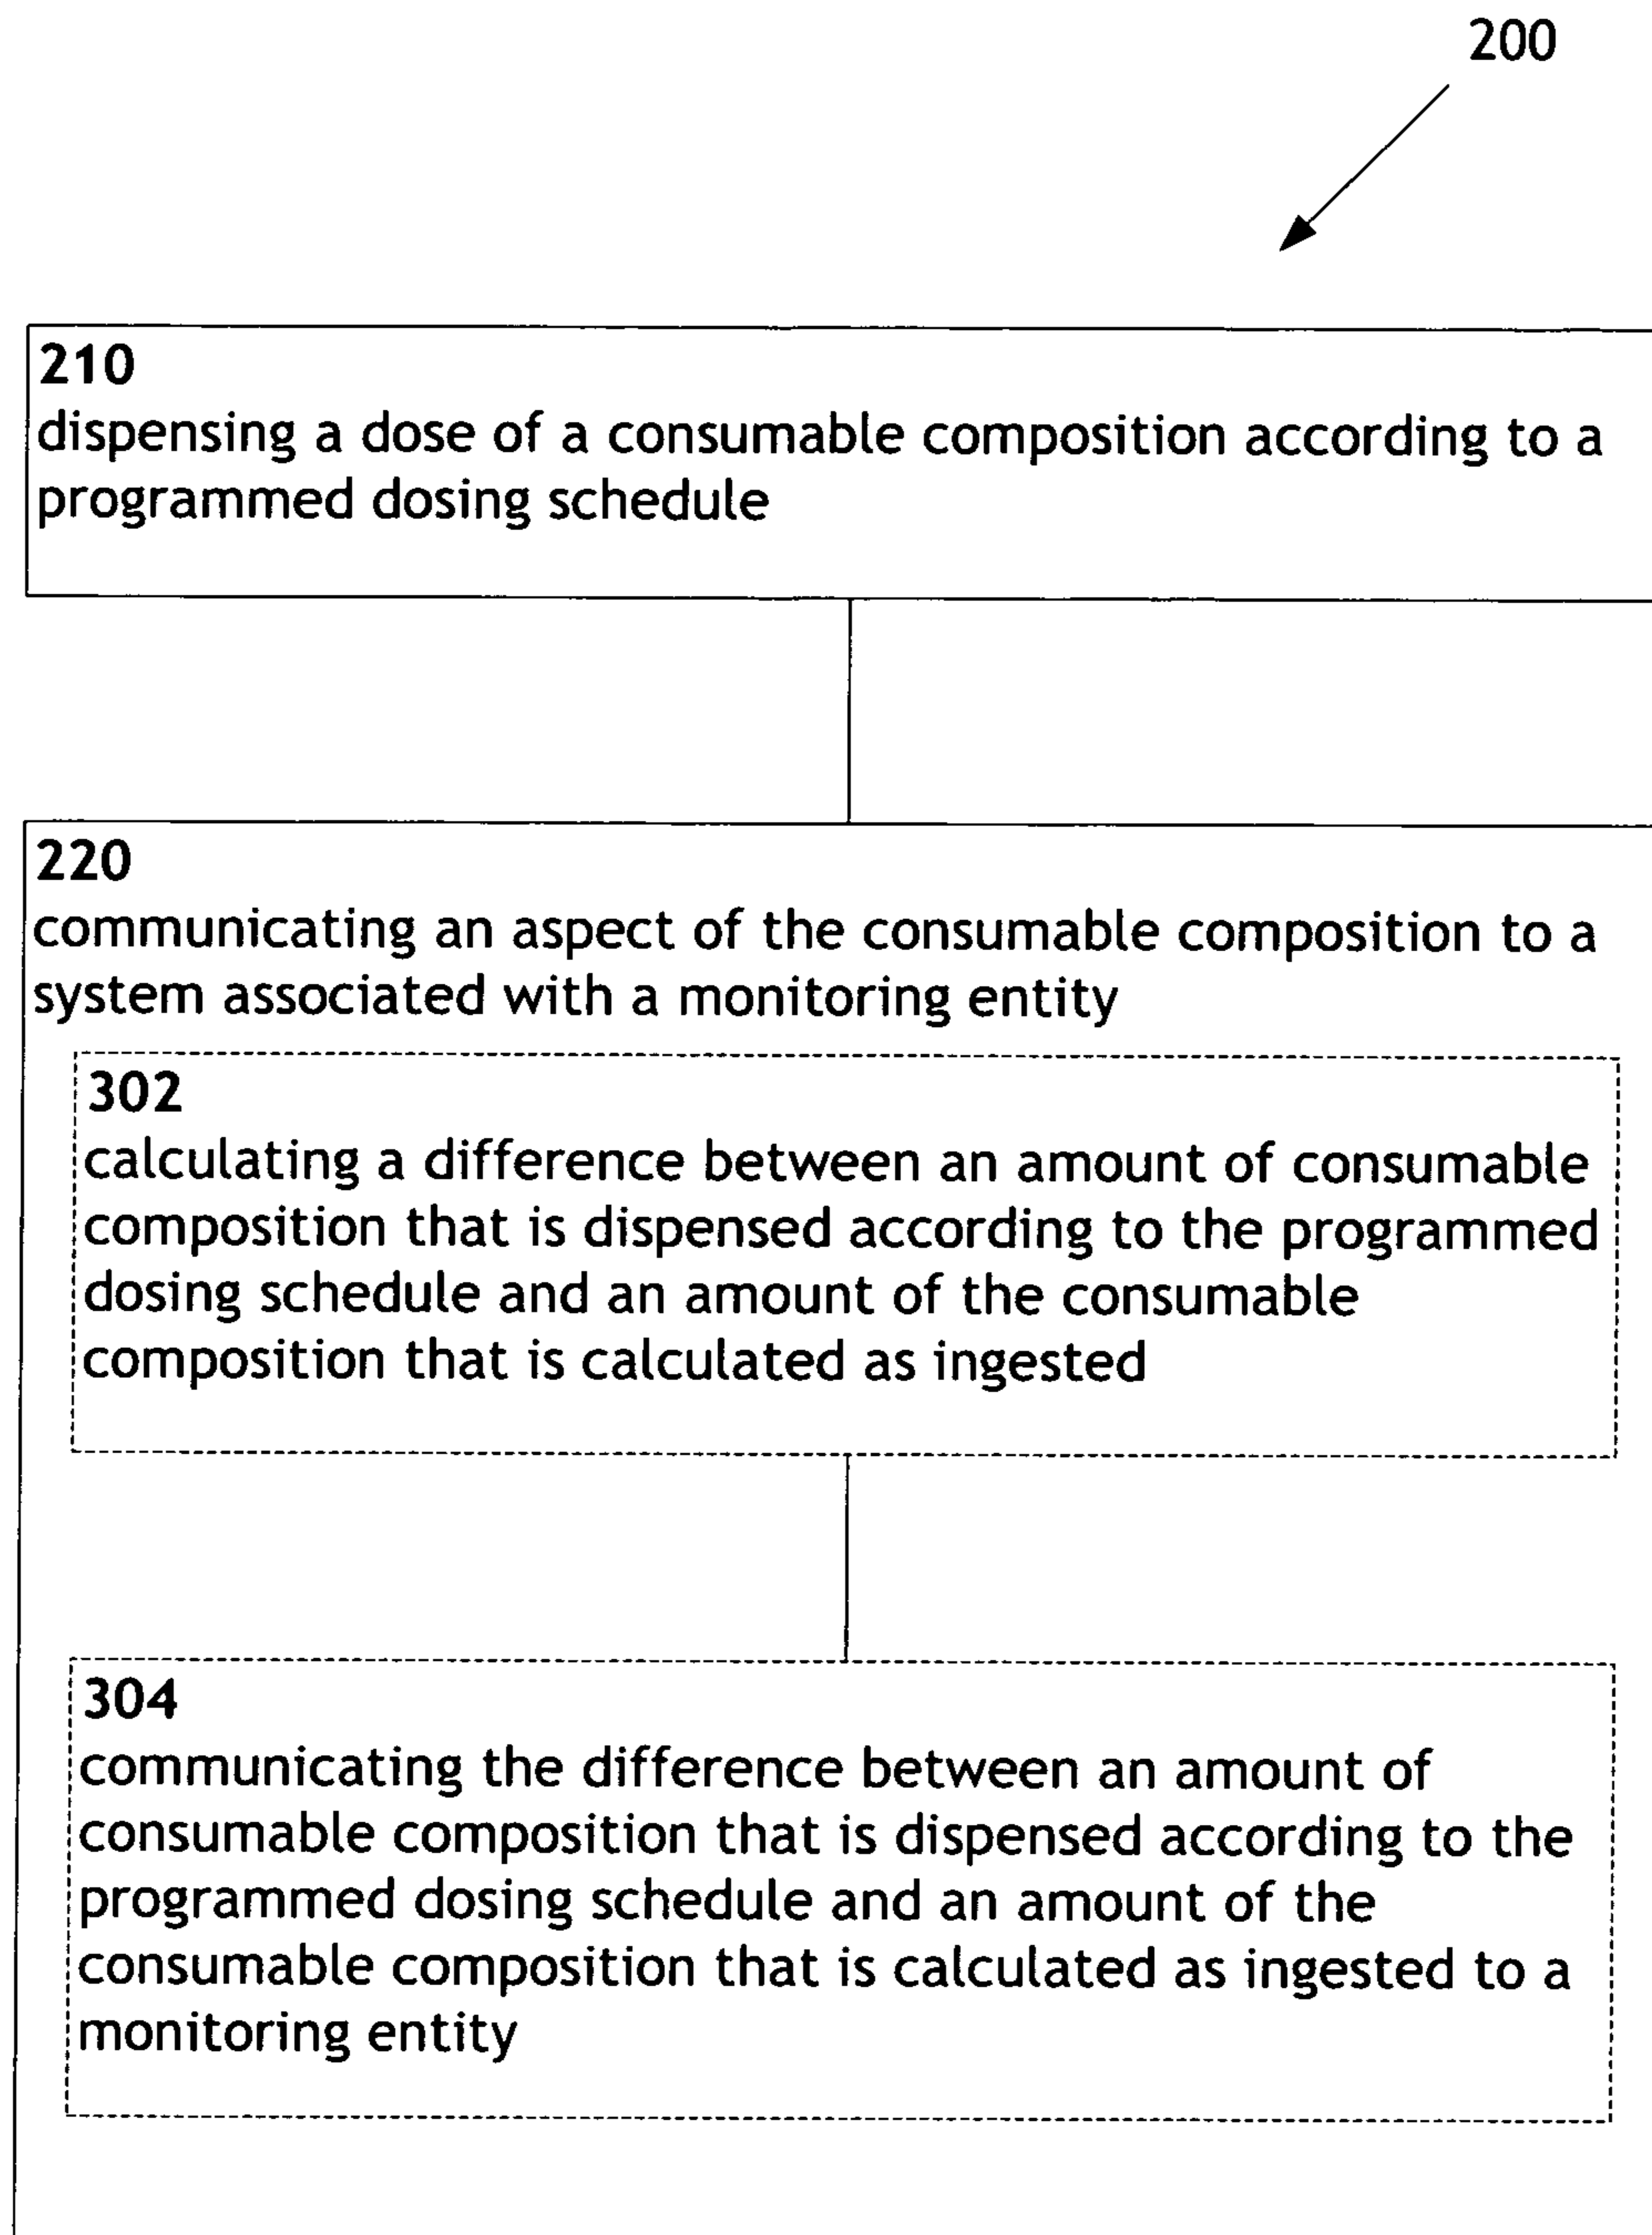 200
210
dispensing a dose of a consumable composition according to a
programmed dosing schedule
220
communicating an aspect of the consumable composition to a
system associated with a monitoring entity
302
calculating a difference between an amount of consumable
composition that is dispensed according to the programmed
dosing schedule and an amount of the consumable
composition that is calculated as ingested
304
communicating the difference between an amount of
consumable composition that is dispensed according to the
programmed dosing schedule and an amount of the
consumable composition that is calculated as ingested to a
monitoring entity